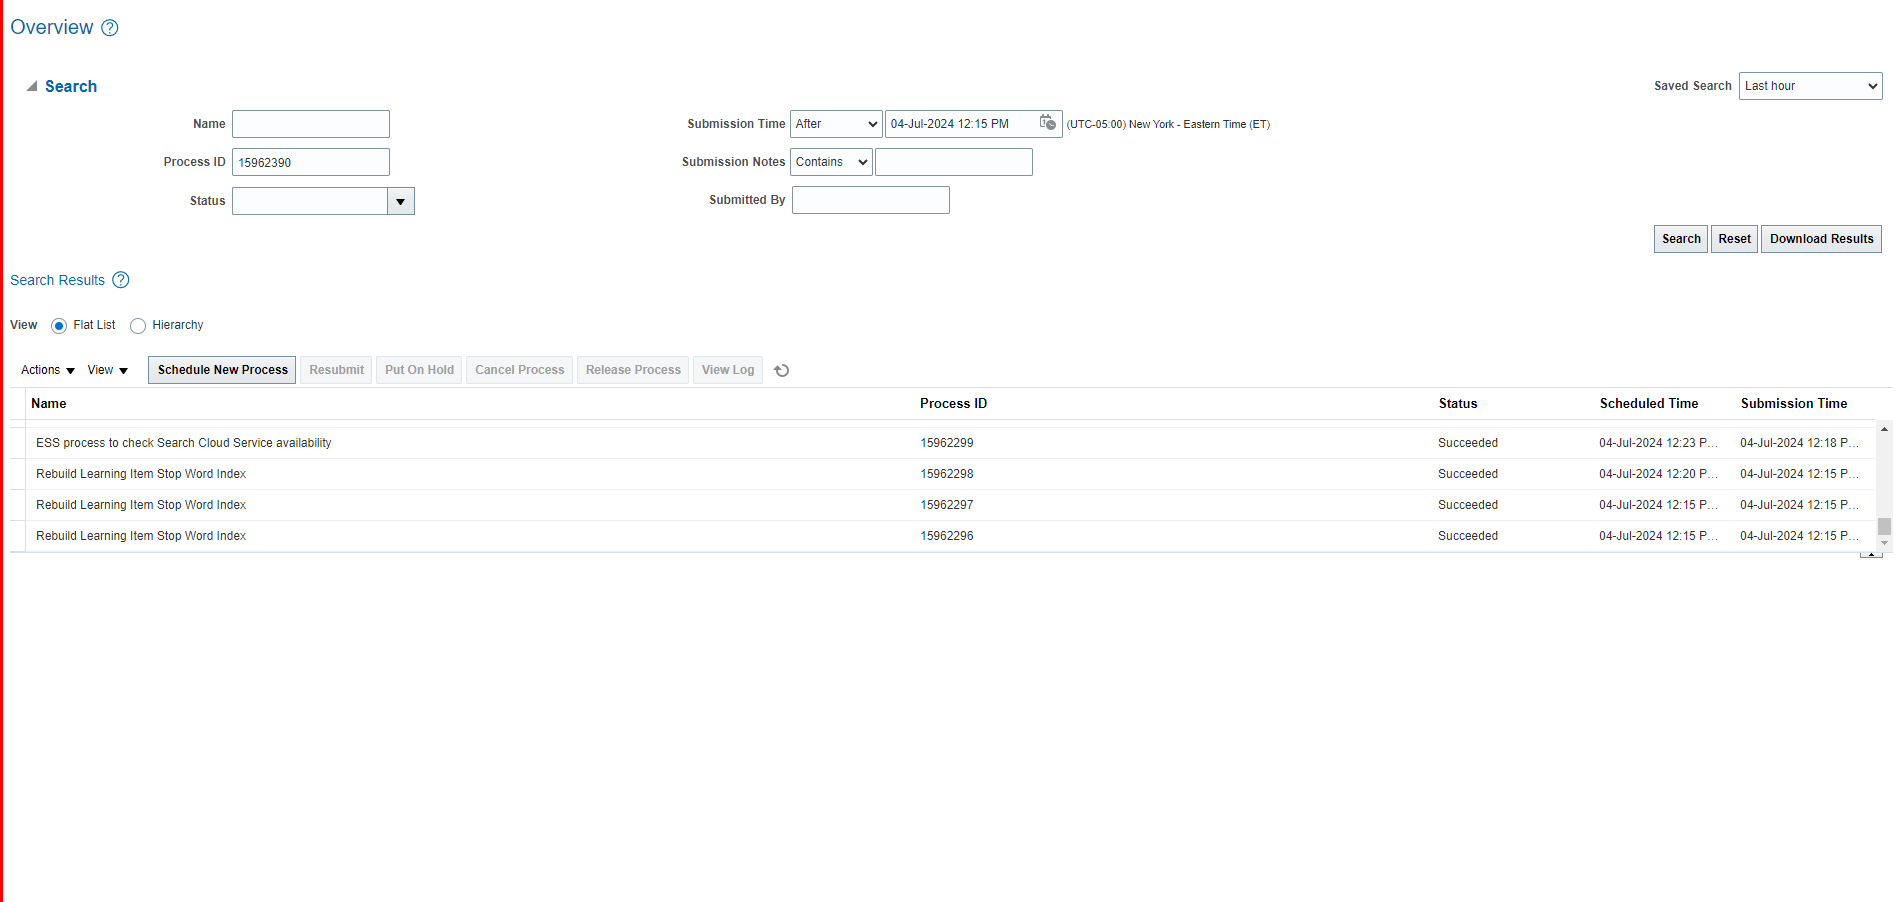 Overview ?
Search
Saved Search Last hour
Name
Submission Time After 04-Jul-2024 12:15 PM (UTC-05:00) New York - Eastern Time (ET)
Process ID 15962390
Submission Notes Contains
Status
Submitted By
Search Reset Download Results
Search Results ?
View Flat List Hierarchy
Actions View Schedule New Process Resubmit Put On Hold Cancel Process Release Process View Log
Name Process ID Status Scheduled Time Submission Time
ESS process to check Search Cloud Service availability 15962299 Succeeded 04-Jul-2024 12:23 P... 04-Jul-2024 12:18 P...
Rebuild Learning Item Stop Word Index 15962298 Succeeded 04-Jul-2024 12:20 P... 04-Jul-2024 12:15 P...
Rebuild Learning Item Stop Word Index 15962297 Succeeded 04-Jul-2024 12:15 P... 04-Jul-2024 12:15 P...
Rebuild Learning Item Stop Word Index 15962296 Succeeded 04-Jul-2024 12:15 P... 04-Jul-2024 12:15 P...